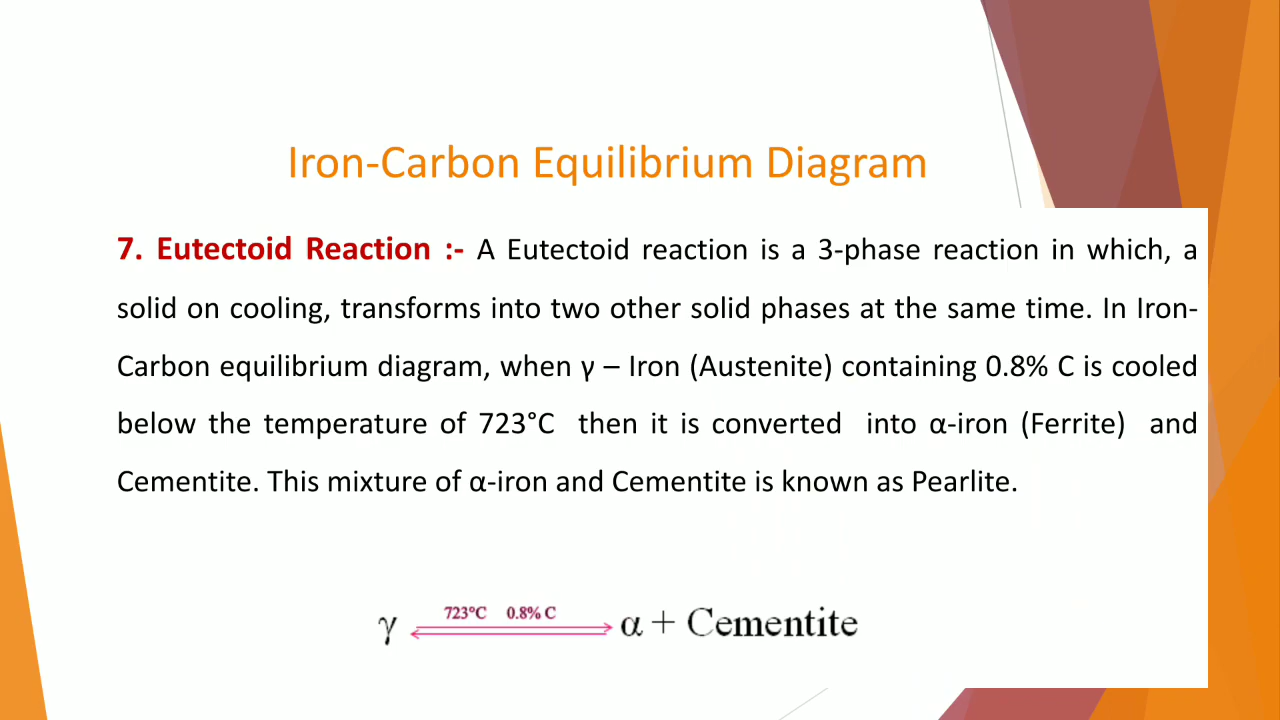 Iron-Carbon Equilibrium Diagram
7. Eutectoid Reaction :- A Eutectoid reaction is a 3-phase reaction in which, a
solid on cooling, transforms into two other solid phases at the same time. In Iron-
Carbon equilibrium diagram, when γ – Iron (Austenite) containing 0.8% C is cooled
below the temperature of 723°C then it is converted into α-iron (Ferrite) and
Cementite. This mixture of α-iron and Cementite is known as Pearlite.
723°C 0.8% C
γ ⇌ α + Cementite